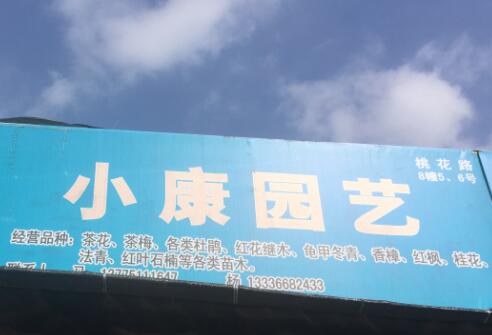 桃花路
8幢5、6号
小康园艺
经营品种：茶花、茶梅、各类杜鹃、红花继木、龟甲冬青、香樟、红枫、桂花、
法青、红叶石楠等各类苗木。
杨 13336682433